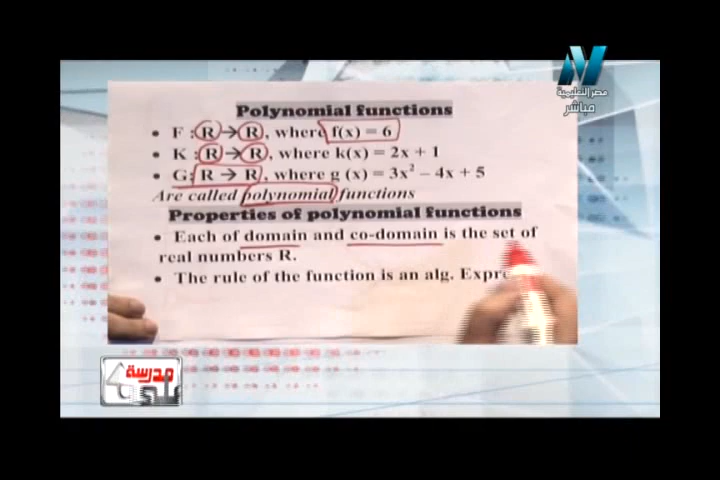 مصر التعليمية
مباشر
Polynomial functions
• F : R → R, where f(x) = 6
• K : R → R, where k(x) = 2x + 1
• G: R → R, where g (x) = 3x² – 4x + 5
Are called polynomial functions
Properties of polynomial functions
• Each of domain and co-domain is the set of
real numbers R.
• The rule of the function is an alg. Expre
مدرسة